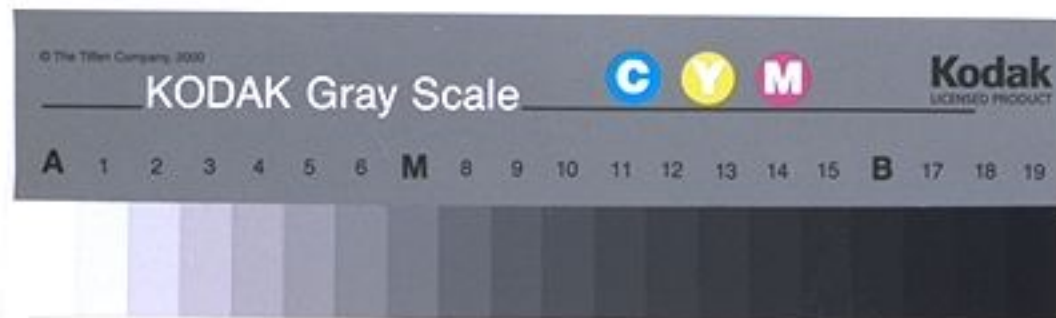 © The Tiffen Company, 2000
KODAK Gray Scale
C Y M
Kodak
LICENSED PRODUCT
A 1 2 3 4 5 6 M 8 9 10 11 12 13 14 15 B 17 18 19